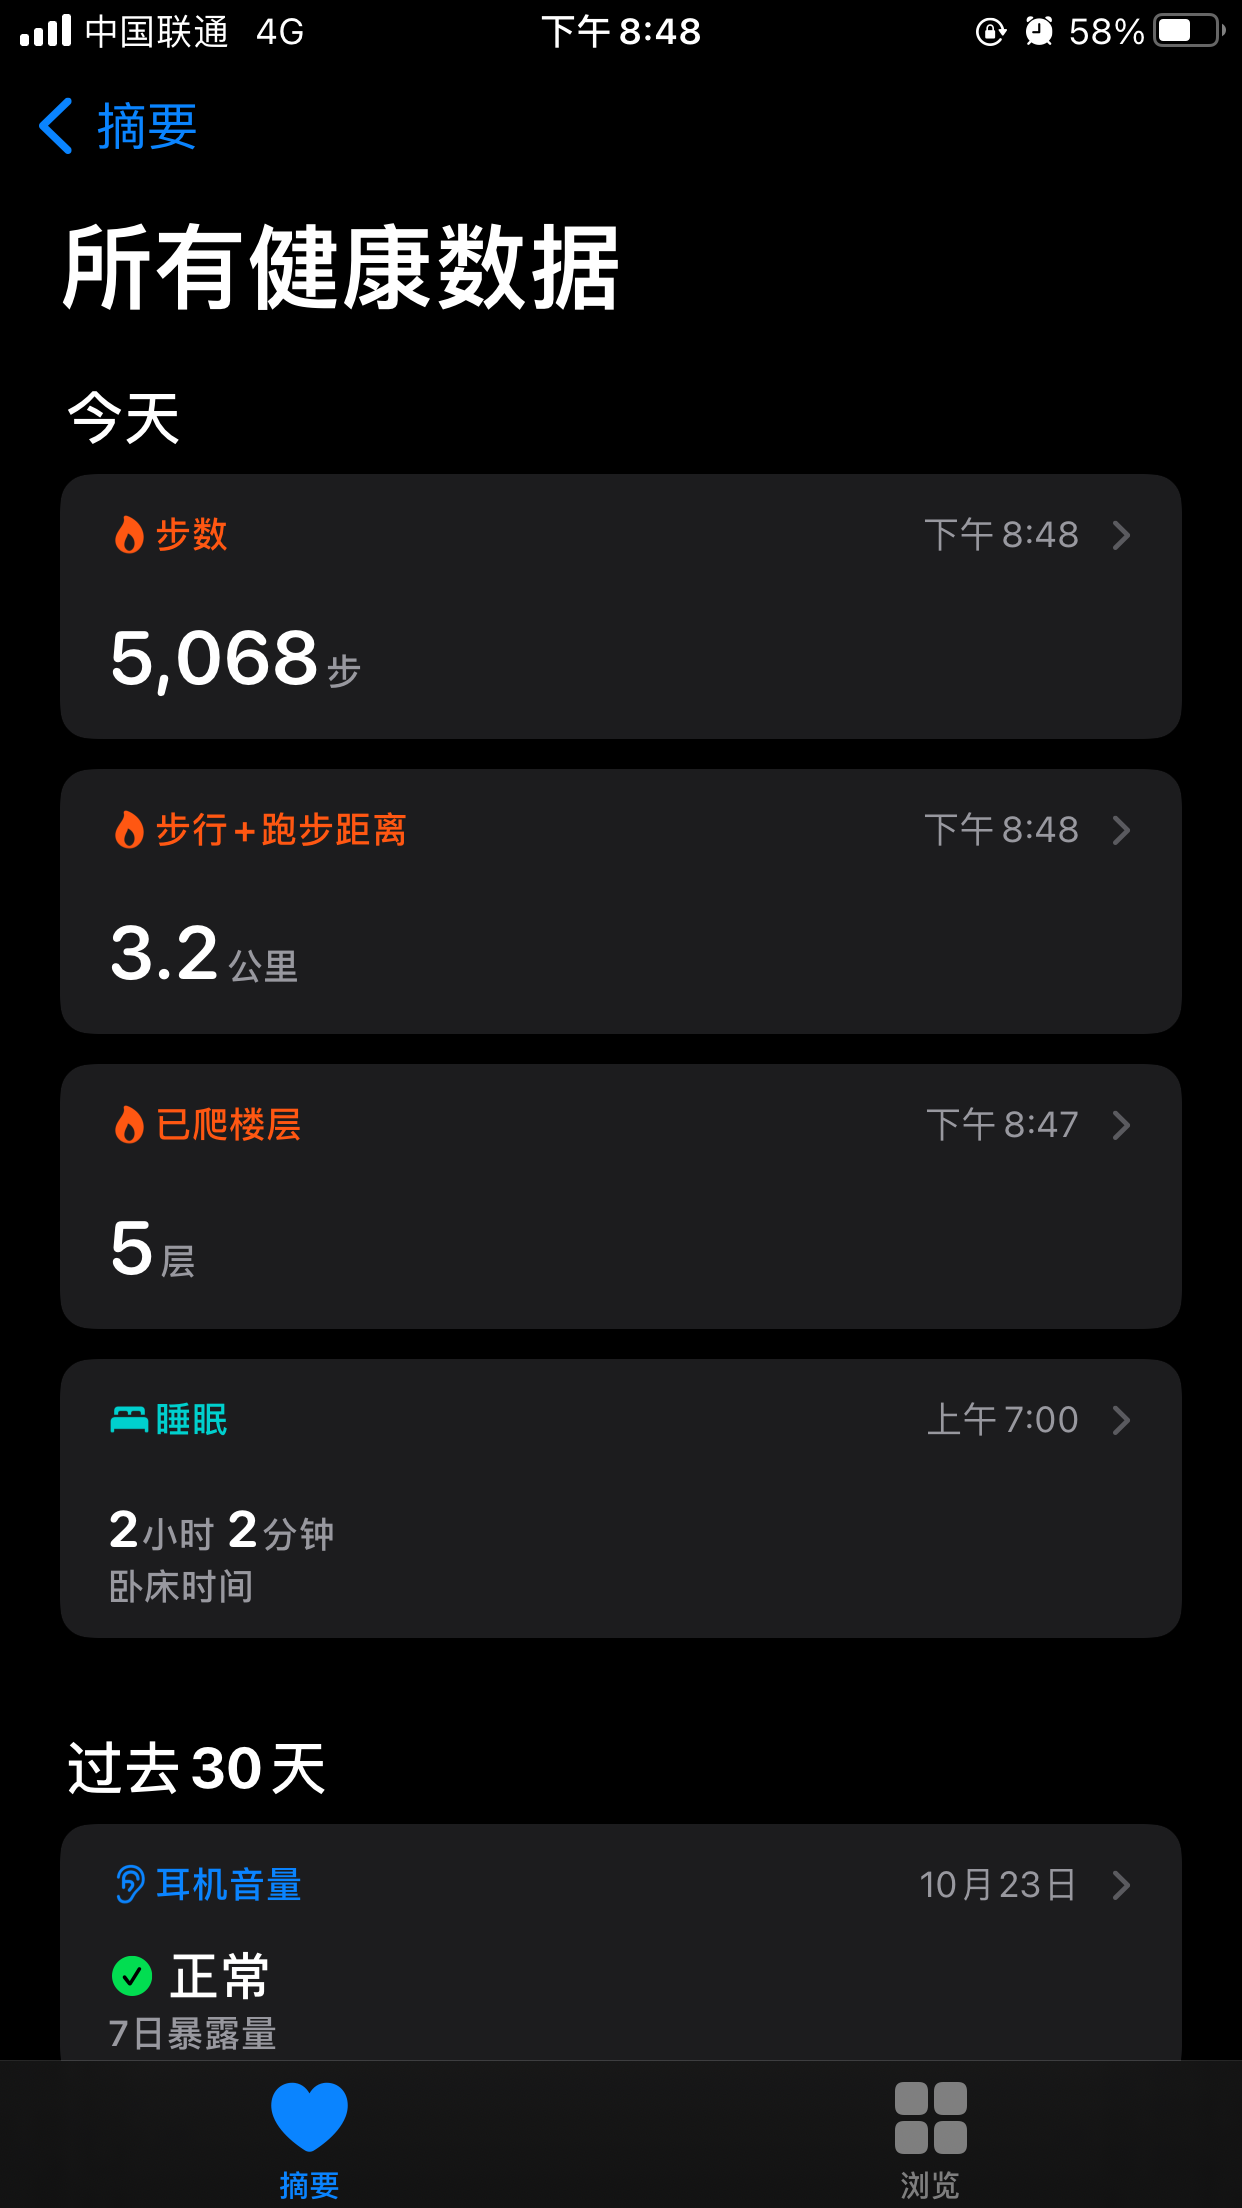 中国联通 4G 下午 8:48 58%
摘要
所有健康数据
今天
步数 下午 8:48
5,068 步
步行+跑步距离 下午 8:48
3.2 公里
已爬楼层 下午 8:47
5 层
睡眠 上午 7:00
2小时 2分钟
卧床时间
过去 30 天
耳机音量 10月23日
正常
7日暴露量
摘要 浏览